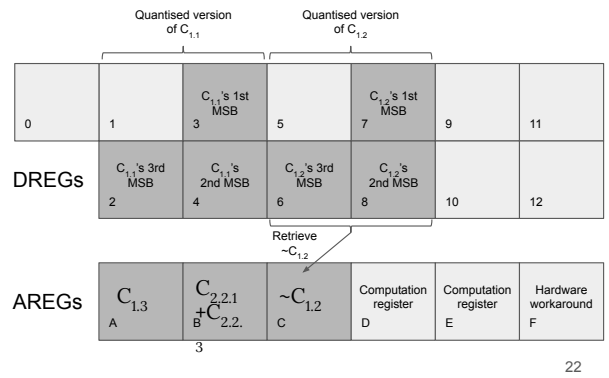 Quantised version
of C1.1
Quantised version
of C1.2
0
1
C1.1's 1st
MSB
3
5
C1.2's 1st
MSB
7
9
11
DREGs
C1.1's 3rd
MSB
2
C1.1's
2nd MSB
4
C1.2's 3rd
MSB
6
C1.2's
2nd MSB
8
10
12
Retrieve
~C1.2
AREGs
C1.3
A
C2.2.1
+C2.2.
3
B
~C1.2
C
Computation
register
D
Computation
register
E
Hardware
workaround
F
22